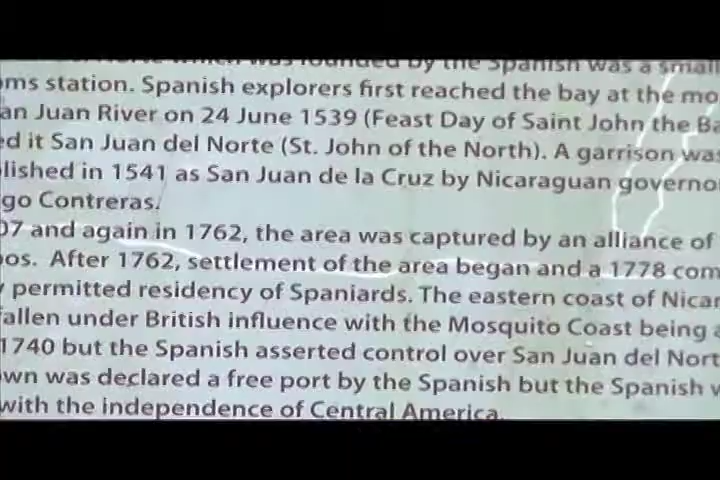 Norte which was founded by the Spanish was a small
oms station. Spanish explorers first reached the bay at the mo
an Juan River on 24 June 1539 (Feast Day of Saint John the Ba
ed it San Juan del Norte (St. John of the North). A garrison was
lished in 1541 as San Juan de la Cruz by Nicaraguan governo
go Contreras.
07 and again in 1762, the area was captured by an alliance of
os. After 1762, settlement of the area began and a 1778 com
y permitted residency of Spaniards. The eastern coast of Nicar
fallen under British influence with the Mosquito Coast being a
1740 but the Spanish asserted control over San Juan del Nort
wn was declared a free port by the Spanish but the Spanish w
with the independence of Central America.